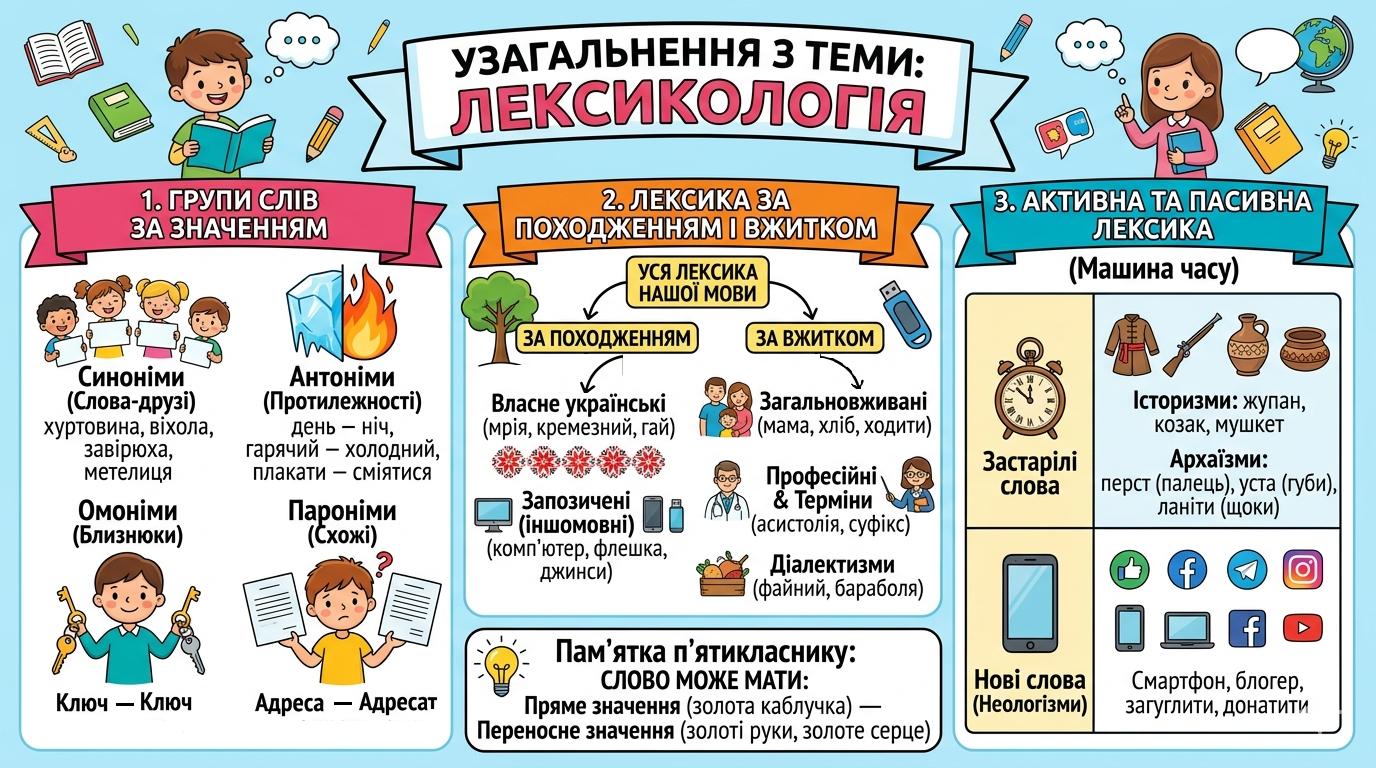 УЗАГАЛЬНЕННЯ З ТЕМИ:
ЛЕКСИКОЛОГІЯ
1. ГРУПИ СЛІВ
ЗА ЗНАЧЕННЯМ
Синоніми
(Слова-друзі)
хуртовина, віхола,
завірюха,
метелиця
Антоніми
(Протилежності)
день — ніч,
гарячий — холодний,
плакати — сміятися
Омоніми
(Близнюки)
Ключ — Ключ
Пароніми
(Схожі)
?
Адреса — Адресат
2. ЛЕКСИКА ЗА
ПОХОДЖЕННЯМ І ВЖИТКОМ
УСЯ ЛЕКСИКА
НАШОЇ МОВИ
ЗА ПОХОДЖЕННЯМ
Власне українські
(мрія, кремезний, гай)
Запозичені
(іншомовні)
(комп'ютер, флешка,
джинси)
ЗА ВЖИТКОМ
Загальновживані
(мама, хліб, ходити)
Професійні
& Терміни
(асистолія, суфікс)
Діалектизми
(файний, бараболя)
Пам'ятка п'ятикласнику:
СЛОВО МОЖЕ МАТИ:
Пряме значення (золота каблучка) —
Переносне значення (золоті руки, золоте серце)
3. АКТИВНА ТА ПАСИВНА
ЛЕКСИКА
(Машина часу)
Застарілі
слова
Історизми: жупан,
козак, мушкет
Архаїзми:
перст (палець), уста (губи),
ланіти (щоки)
Нові слова
(Неологізми)
Смартфон, блогер,
загуглити, донатити